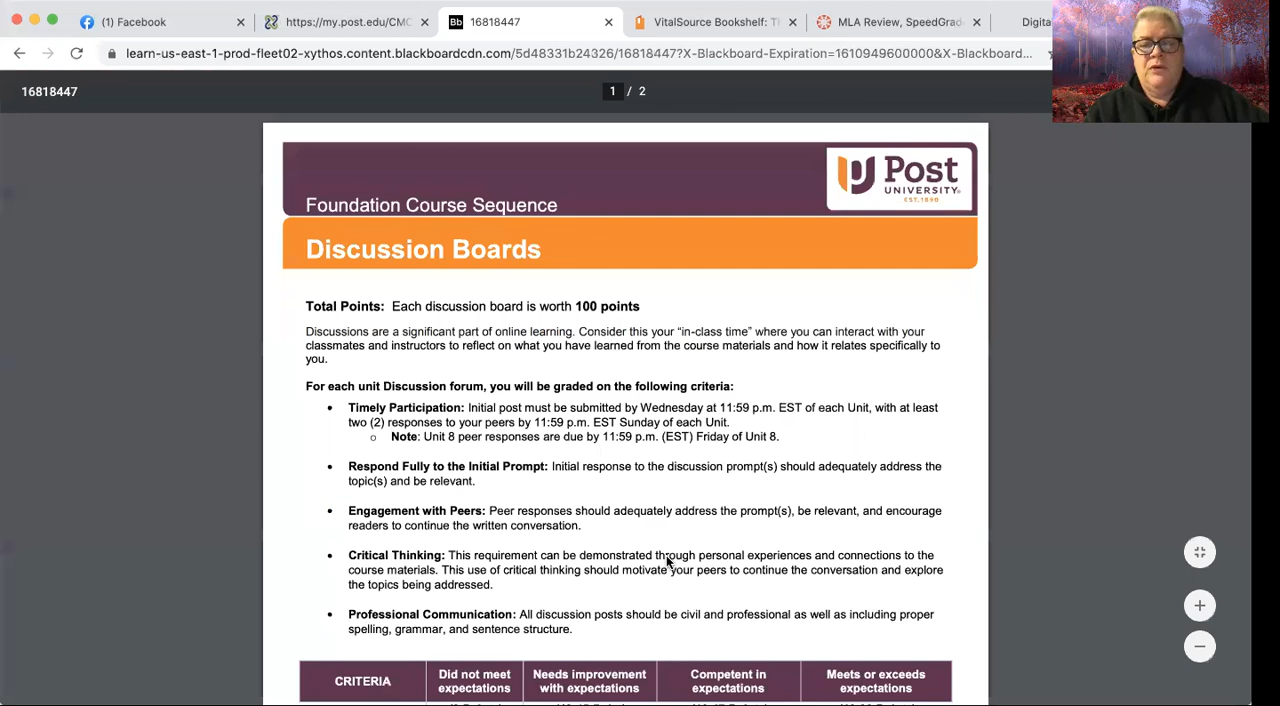 (1) Facebook
https://my.post.edu/CMC
Bb 16818447
VitalSource Bookshelf: T
MLA Review, SpeedGrade
Digita
learn-us-east-1-prod-fleet02-xythos.content.blackboardcdn.com/5d48331b24326/16818447?X-Blackboard-Expiration=1610949600000&X-Blackboard...
16818447
1 / 2
Post
UNIVERSITY
EST.1890
Foundation Course Sequence
Discussion Boards
Total Points: Each discussion board is worth 100 points
Discussions are a significant part of online learning. Consider this your “in-class time” where you can interact with your
classmates and instructors to reflect on what you have learned from the course materials and how it relates specifically to
you.
For each unit Discussion forum, you will be graded on the following criteria:
• Timely Participation: Initial post must be submitted by Wednesday at 11:59 p.m. EST of each Unit, with at least
two (2) responses to your peers by 11:59 p.m. EST Sunday of each Unit.
o Note: Unit 8 peer responses are due by 11:59 p.m. (EST) Friday of Unit 8.
• Respond Fully to the Initial Prompt: Initial response to the discussion prompt(s) should adequately address the
topic(s) and be relevant.
• Engagement with Peers: Peer responses should adequately address the prompt(s), be relevant, and encourage
readers to continue the written conversation.
• Critical Thinking: This requirement can be demonstrated through personal experiences and connections to the
course materials. This use of critical thinking should motivate your peers to continue the conversation and explore
the topics being addressed.
• Professional Communication: All discussion posts should be civil and professional as well as including proper
spelling, grammar, and sentence structure.
CRITERIA
Did not meet
expectations
Needs improvement
with expectations
Competent in
expectations
Meets or exceeds
expectations